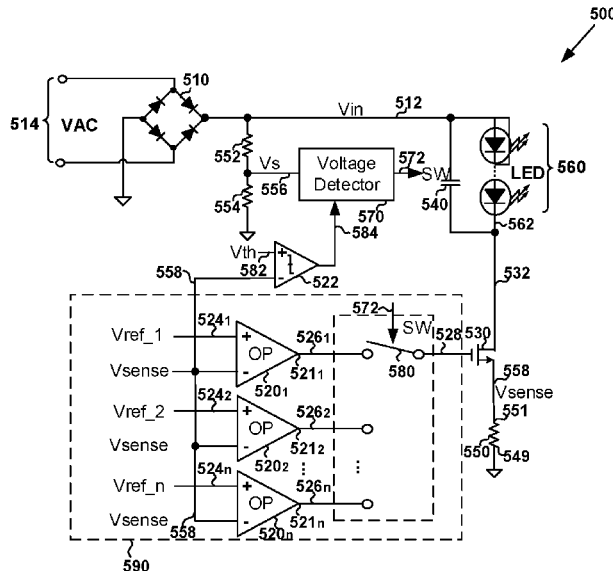 500
510
514 VAC
Vin
512
552
Vs
556
Voltage
Detector
572
SW
570
554
540
LED
560
562
584
Vth
582
+
-
522
558
532
572
SW
Vref_1
524₁
+
OP
-
526₁
521₁
520₁
580
528
530
Vsense
558
Vsense
Vref_2
524₂
+
OP
-
526₂
521₂
520₂
Vsense
551
550
549
Vref_n
524n
+
OP
-
526n
521n
520n
Vsense
558
590